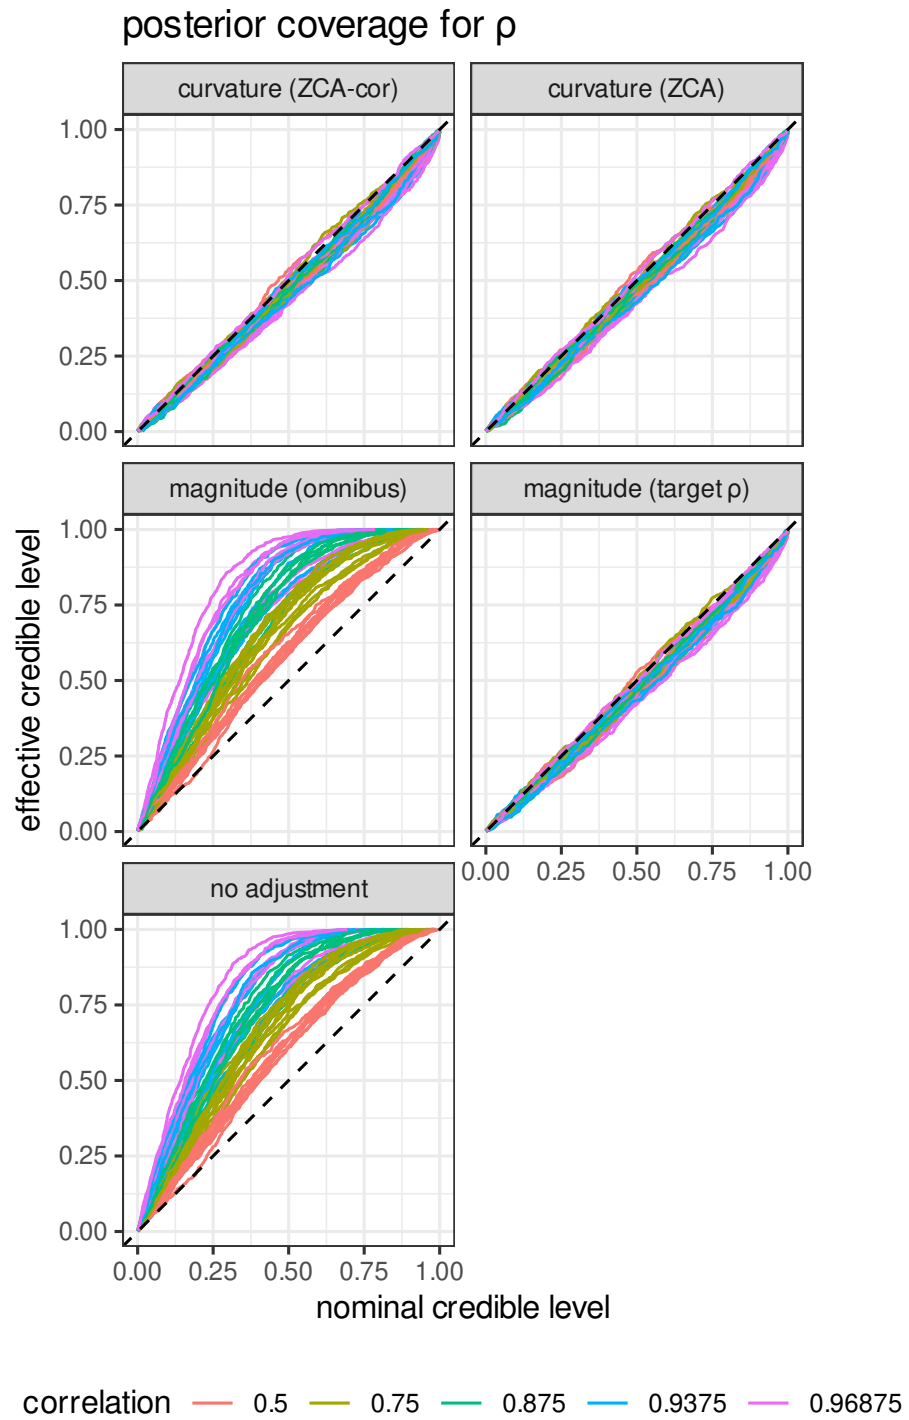 posterior coverage for ρ
curvature (ZCA-cor) curvature (ZCA)
1.00
0.75
0.50
0.25
0.00
magnitude (omnibus) magnitude (target ρ)
1.00
0.75
0.50
0.25
0.00
0.00 0.25 0.50 0.75 1.00
no adjustment
1.00
0.75
0.50
0.25
0.00
0.00 0.25 0.50 0.75 1.00
effective credible level
nominal credible level
correlation 0.5 0.75 0.875 0.9375 0.96875